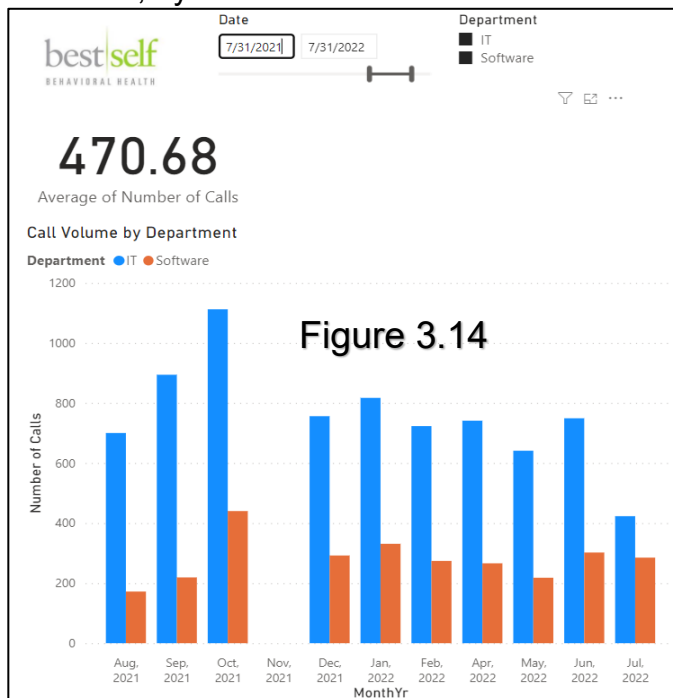 Date
Department
7/31/2021
7/31/2022
IT
Software
best self
BEHAVIORAL HEALTH
470.68
Average of Number of Calls
Call Volume by Department
Department IT Software
Figure 3.14
Number of Calls
1200
1000
800
600
400
200
0
Aug, 2021
Sep, 2021
Oct, 2021
Nov, 2021
Dec, 2021
Jan, 2022
Feb, 2022
Apr, 2022
May, 2022
Jun, 2022
Jul, 2022
MonthYr